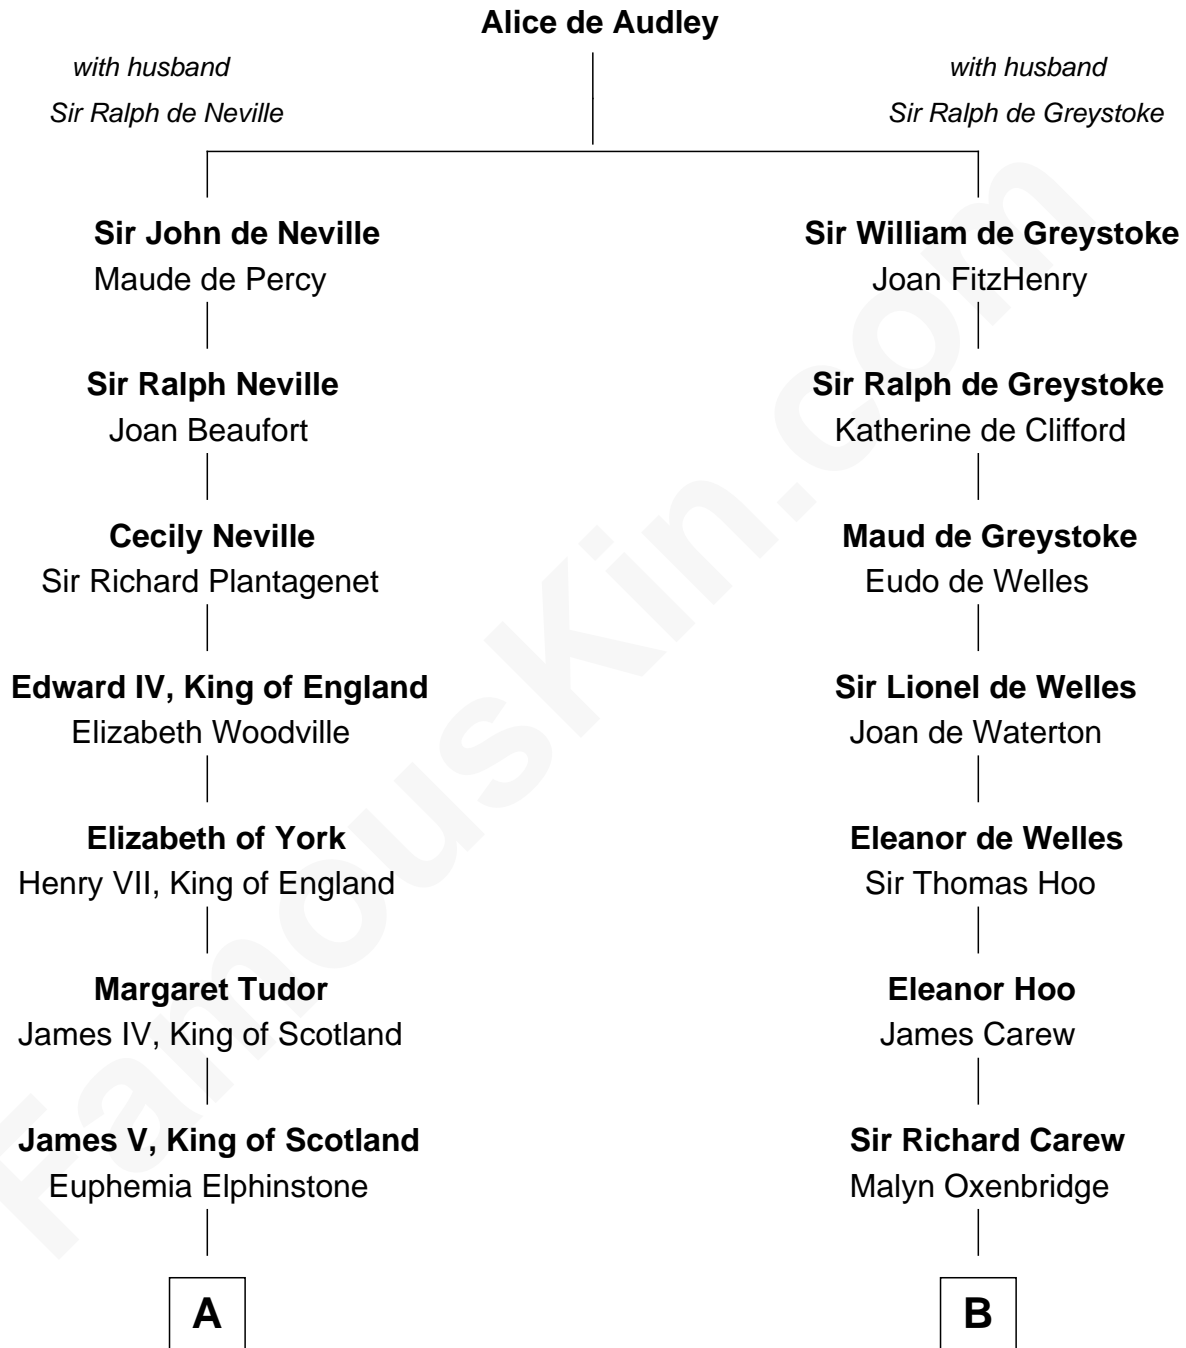 Alice de Audley
with husband
Sir Ralph de Neville
with husband
Sir Ralph de Greystoke
Sir John de Neville
Maude de Percy
Sir William de Greystoke
Joan FitzHenry
Sir Ralph Neville
Joan Beaufort
Sir Ralph de Greystoke
Katherine de Clifford
Cecily Neville
Sir Richard Plantagenet
Maud de Greystoke
Eudo de Welles
Edward IV, King of England
Elizabeth Woodville
Sir Lionel de Welles
Joan de Waterton
Elizabeth of York
Henry VII, King of England
Eleanor de Welles
Sir Thomas Hoo
Margaret Tudor
James IV, King of Scotland
Eleanor Hoo
James Carew
James V, King of Scotland
Euphemia Elphinstone
Sir Richard Carew
Malyn Oxenbridge
A
B
FamousKin.com